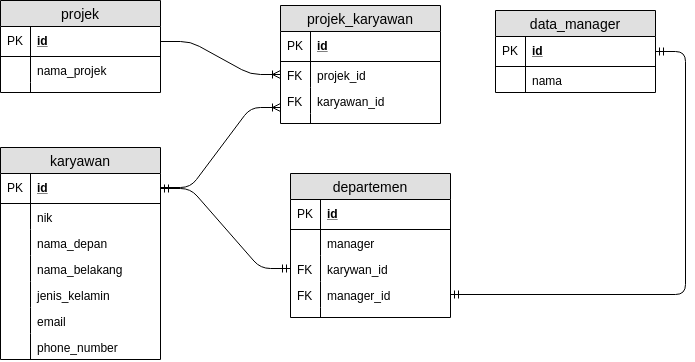 projek
PK id
nama_projek
projek_karyawan
PK id
FK projek_id
FK karyawan_id
data_manager
PK id
nama
karyawan
PK id
nik
nama_depan
nama_belakang
jenis_kelamin
email
phone_number
departemen
PK id
manager
FK karywan_id
FK manager_id